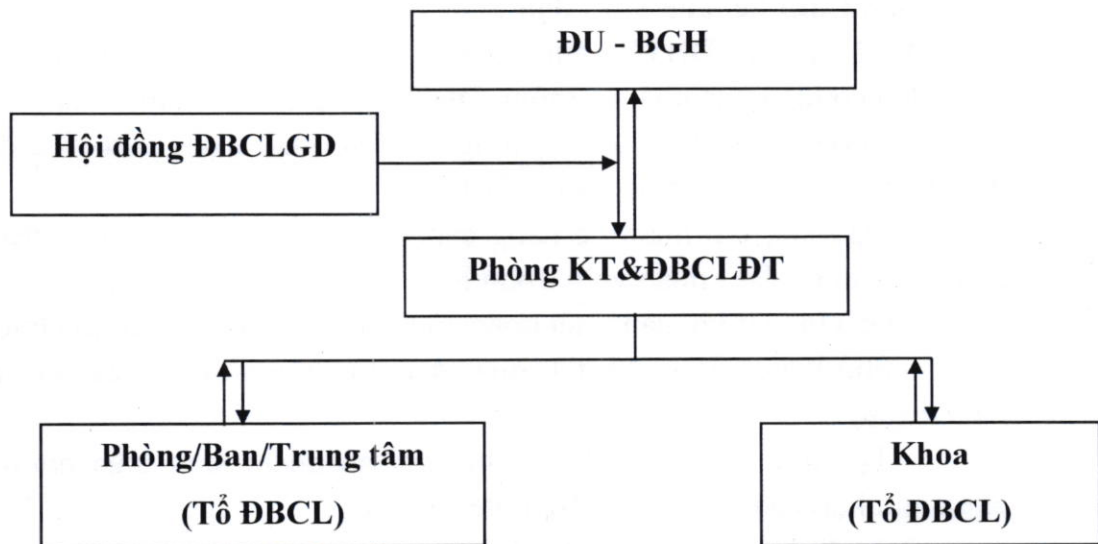 ĐU - BGH
Hội đồng ĐBCLGD
Phòng KT&ĐBCLĐT
Phòng/Ban/Trung tâm
(Tổ ĐBCL)
Khoa
(Tổ ĐBCL)